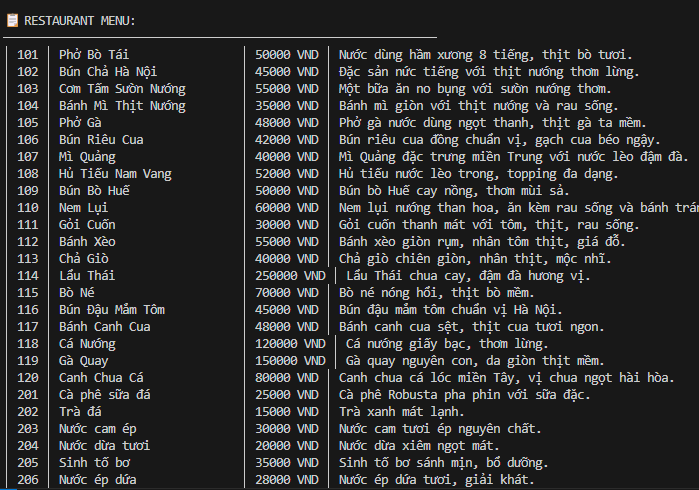 📋 RESTAURANT MENU:
| 101 | Phở Bò Tái | 50000 VND | Nước dùng hầm xương 8 tiếng, thịt bò tươi.
| 102 | Bún Chả Hà Nội | 45000 VND | Đặc sản nức tiếng với thịt nướng thơm lừng.
| 103 | Cơm Tấm Sườn Nướng | 55000 VND | Một bữa ăn no bụng với sườn nướng thơm.
| 104 | Bánh Mì Thịt Nướng | 35000 VND | Bánh mì giòn với thịt nướng và rau sống.
| 105 | Phở Gà | 48000 VND | Phở gà nước dùng ngọt thanh, thịt gà ta mềm.
| 106 | Bún Riêu Cua | 42000 VND | Bún riêu cua đồng chuẩn vị, gạch cua béo ngậy.
| 107 | Mì Quảng | 40000 VND | Mì Quảng đặc trưng miền Trung với nước lèo đậm đà.
| 108 | Hủ Tiếu Nam Vang | 52000 VND | Hủ tiếu nước lèo trong, topping đa dạng.
| 109 | Bún Bò Huế | 50000 VND | Bún bò Huế cay nồng, thơm mùi sả.
| 110 | Nem Lụi | 60000 VND | Nem lụi nướng than hoa, ăn kèm rau sống và bánh trán
| 111 | Gỏi Cuốn | 30000 VND | Gỏi cuốn thanh mát với tôm, thịt, rau sống.
| 112 | Bánh Xèo | 55000 VND | Bánh xèo giòn rụm, nhân tôm thịt, giá đỗ.
| 113 | Chả Giò | 40000 VND | Chả giò chiên giòn, nhân thịt, mộc nhĩ.
| 114 | Lẩu Thái | 250000 VND | Lẩu Thái chua cay, đậm đà hương vị.
| 115 | Bò Né | 70000 VND | Bò né nóng hổi, thịt bò mềm.
| 116 | Bún Đậu Mắm Tôm | 45000 VND | Bún đậu mắm tôm chuẩn vị Hà Nội.
| 117 | Bánh Canh Cua | 48000 VND | Bánh canh cua sệt, thịt cua tươi ngon.
| 118 | Cá Nướng | 120000 VND | Cá nướng giấy bạc, thơm lừng.
| 119 | Gà Quay | 150000 VND | Gà quay nguyên con, da giòn thịt mềm.
| 120 | Canh Chua Cá | 80000 VND | Canh chua cá lóc miền Tây, vị chua ngọt hài hòa.
| 201 | Cà phê sữa đá | 25000 VND | Cà phê Robusta pha phin với sữa đặc.
| 202 | Trà đá | 15000 VND | Trà xanh mát lạnh.
| 203 | Nước cam ép | 30000 VND | Nước cam tươi ép nguyên chất.
| 204 | Nước dừa tươi | 20000 VND | Nước dừa xiêm ngọt mát.
| 205 | Sinh tố bơ | 35000 VND | Sinh tố bơ sánh mịn, bổ dưỡng.
| 206 | Nước ép dứa | 28000 VND | Nước ép dứa tươi, giải khát.